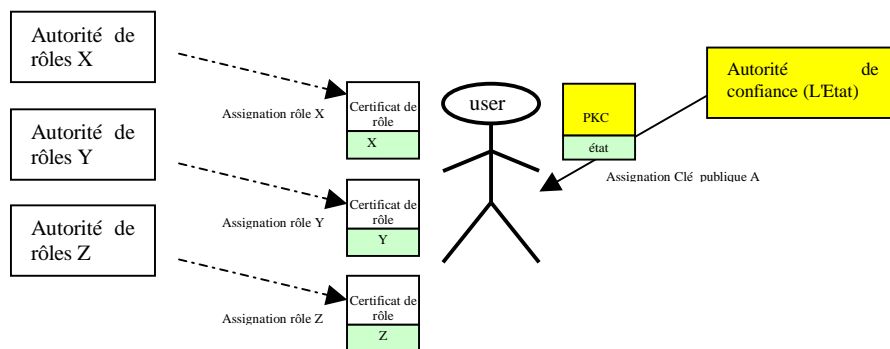 Autorité de
rôles X
Autorité de
rôles Y
Autorité de
rôles Z
Assignation rôle X
Assignation rôle Y
Assignation rôle Z
Certificat de
rôle
X
Certificat de
rôle
Y
Certificat de
rôle
Z
user
PKC
état
Assignation Clé publique A
Autorité de
confiance (L'Etat)